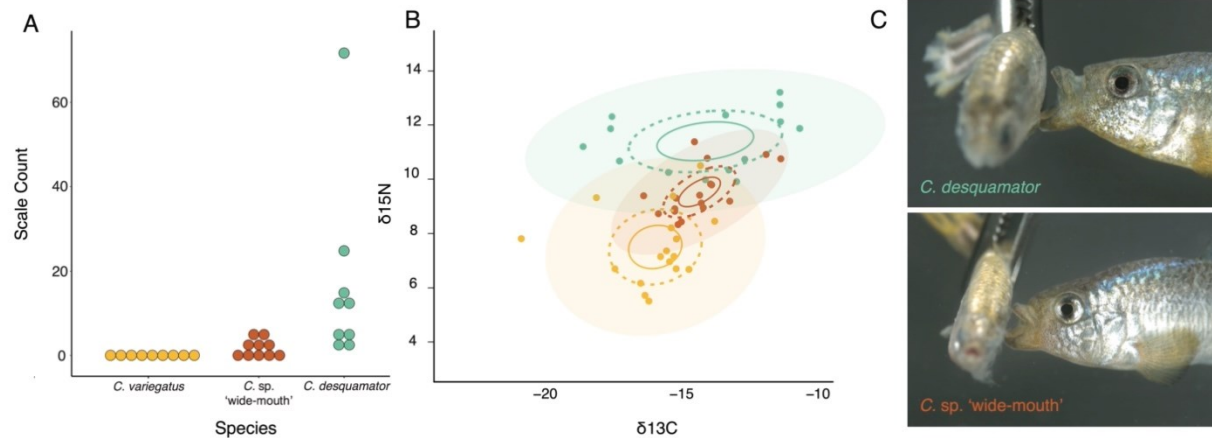 A
Scale Count
60
40
20
0
C. variegatus
C. sp.
'wide-mouth'
C. desquamator
Species
B
δ15N
14
12
10
8
6
4
−20
−15
−10
δ13C
C
C. desquamator
C. sp. 'wide-mouth'